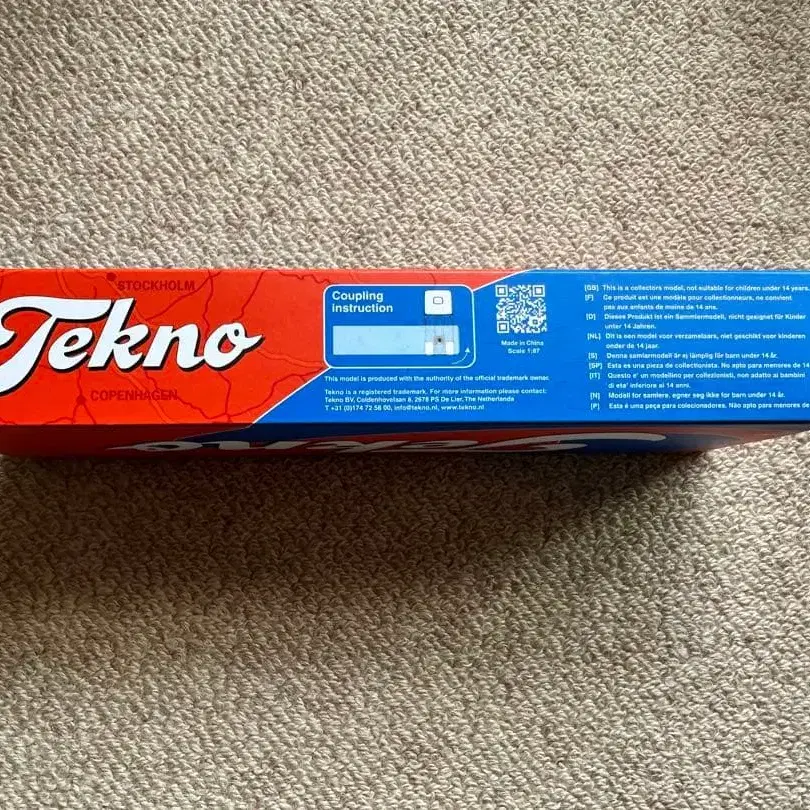 STOCKHOLM
Tekno
COPENHAGEN
Coupling
instruction
Made in China
Scale 1:87
This model is produced with the authority of the official trademark owner.
Tekno is a registered trademark. For more information please contact:
Tekno BV, Coldenhovelaan 8, 2678 PS De Lier, The Netherlands
T +31 (0)174 72 56 00, info@tekno.nl, www.tekno.nl
[GB] This is a collectors model, not suitable for children under 14 years.
[F] Ce produit est une modèle pour collectionneurs, ne convient
pas aux enfants de moins de 14 ans.
[D] Dieses Produkt ist ein Sammlermodell, nicht geeignet für Kinder
unter 14 Jahren.
[NL] Dit is een model voor verzamelaars, niet geschikt voor kinderen
onder de 14 jaar.
[S] Denna samlarmodell är ej lämplig för barn under 14 år.
[SP] Esta es una pieza de colectionista. No apto para menores de 14
[IT] Questo e' un modellino per collezionisti, non adatto ai bambini
di eta' inferiore ai 14 anni.
[N] Modell for samlere, egner seg ikke for barn under 14 år.
[P] Esta é uma peça para colecionadores. Não apto para menores de
Tekno